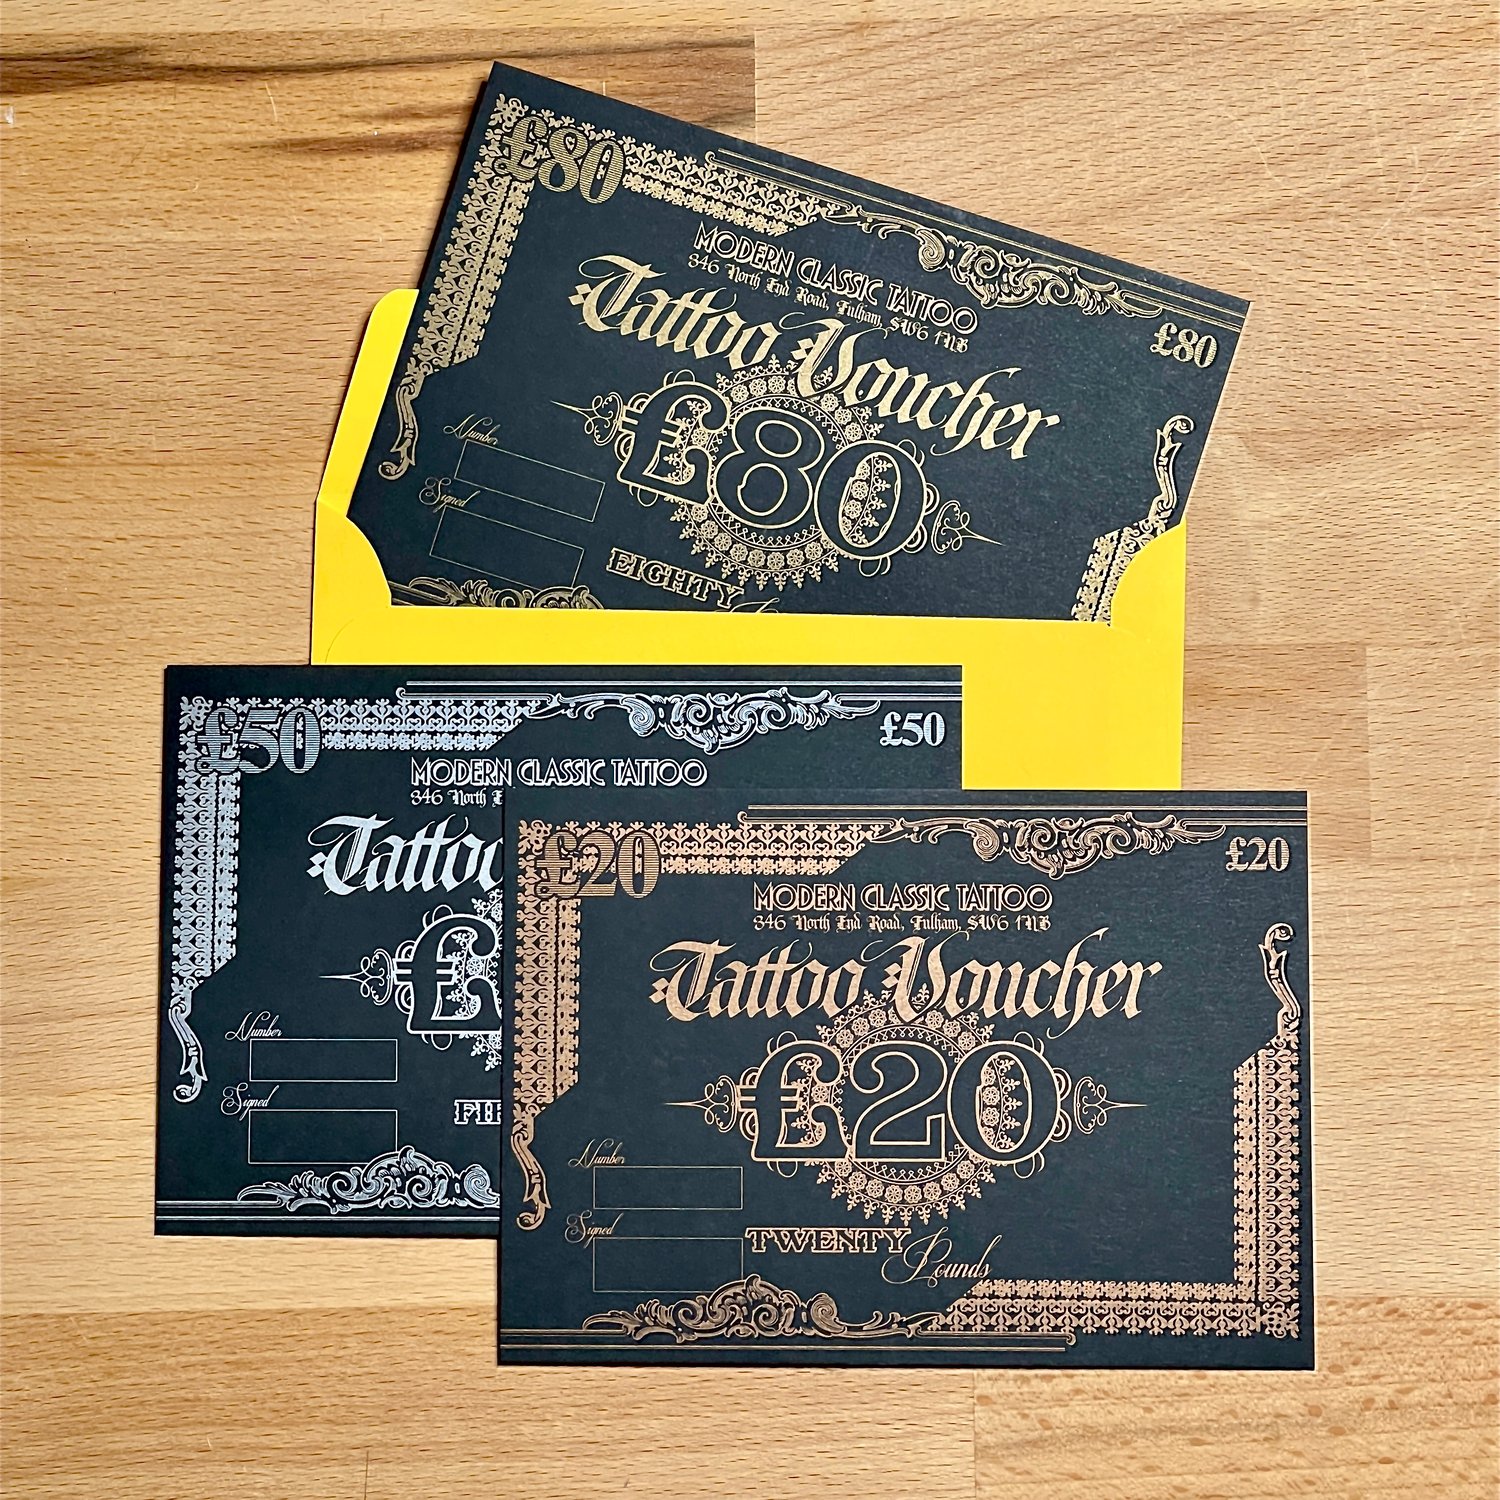 £80
MODERN CLASSIC TATTOO
346 North End Road, Fulham, SW6 1NB
£80
Tattoo Voucher
£80
Number
Signed
EIGHTY
£50
£50
MODERN CLASSIC TATTOO
346 North
Tattoo
£
Number
Signed
FIF
£20
£20
MODERN CLASSIC TATTOO
346 North End Road, Fulham, SW6 1NB
Tattoo Voucher
£20
Number
Signed
TWENTY Pounds